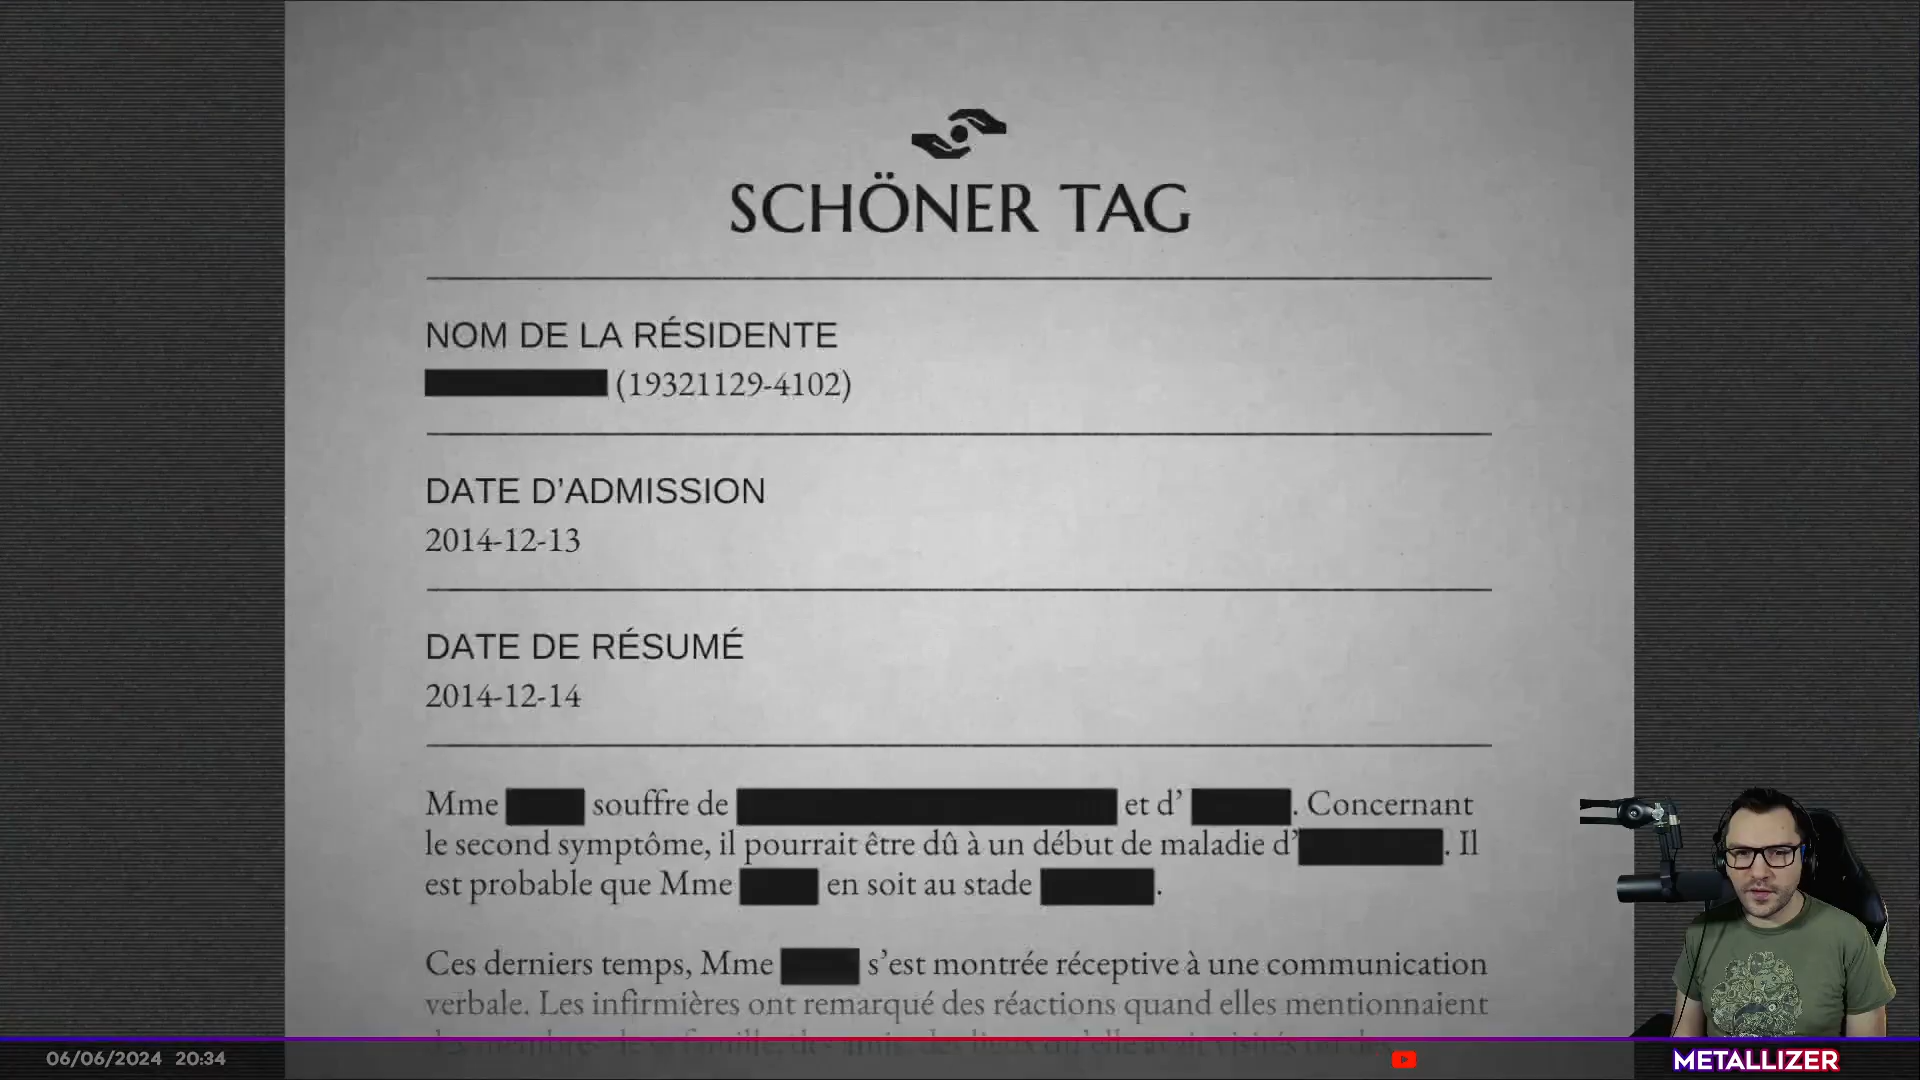 SCHÖNER TAG
NOM DE LA RÉSIDENTE
(19321129-4102)
DATE D’ADMISSION
2014-12-13
DATE DE RÉSUMÉ
2014-12-14
Mme souffre de et d’ . Concernant
le second symptôme, il pourrait être dû à un début de maladie d’ . Il
est probable que Mme en soit au stade .
Ces derniers temps, Mme s’est montrée réceptive à une communication
verbale. Les infirmières ont remarqué des réactions quand elles mentionnaient
06/06/2024 20:34
METALLIZER